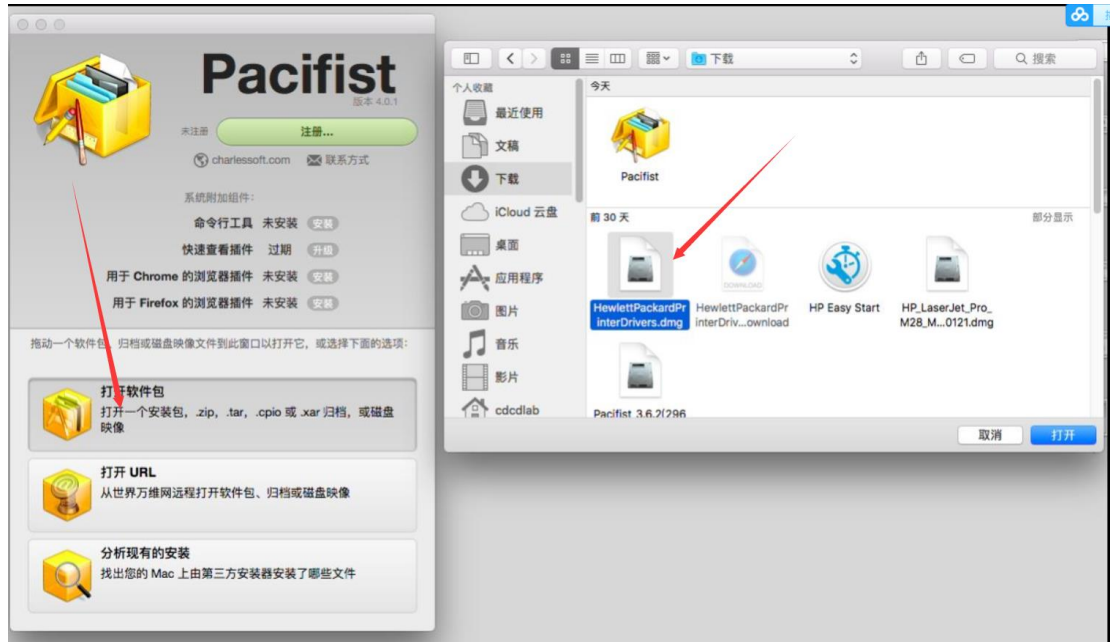 Pacifist
版本 4.0.1
未注册
注册...
charlessoft.com
联系方式
系统附加组件:
命令行工具 未安装 安装
快速查看插件 过期 升级
用于 Chrome 的浏览器插件 未安装 安装
用于 Firefox 的浏览器插件 未安装 安装
拖动一个软件包、归档或磁盘映像文件到此窗口以打开它，或选择下面的选项:
打开软件包
打开一个安装包，.zip，.tar，.cpio 或 .xar 归档，或磁盘
映像
打开 URL
从世界万维网远程打开软件包、归档或磁盘映像
分析现有的安装
找出您的 Mac 上由第三方安装器安装了哪些文件
下载
搜索
个人收藏
最近使用
文稿
下载
iCloud 云盘
桌面
应用程序
图片
音乐
影片
cdcdlab
今天
Pacifist
前 30 天
部分显示
HewlettPackardPr
interDrivers.dmg
HewlettPackardPr
interDriv...ownload
HP Easy Start
HP_LaserJet_Pro_
M28_M...0121.dmg
Pacifist_3.6.2(296
取消
打开